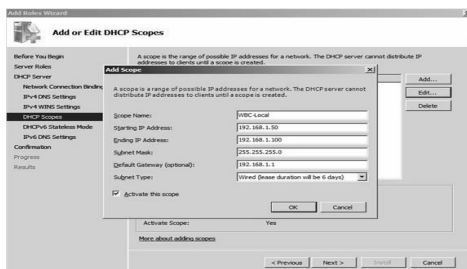 Add Roles Wizard
Add or Edit DHCP Scopes
Before You Begin
Server Roles
DHCP Server
Network Connection Binding
IPv4 DNS Settings
IPv4 WINS Settings
DHCP Scopes
DHCPv6 Stateless Mode
IPv6 DNS Settings
Confirmation
Progress
Results
A scope is the range of possible IP addresses for a network. The DHCP server cannot distribute IP
addresses to clients until a scope is created.
Add...
Edit...
Delete
Add Scope
A scope is a range of possible IP addresses for a network. The DHCP server cannot
distribute IP addresses to clients until a scope is created.
Scope Name:
WBC-Local
Starting IP Address:
192.168.1.50
Ending IP Address:
192.168.1.100
Subnet Mask:
255.255.255.0
Default Gateway (optional):
192.168.1.1
Subnet Type:
Wired (lease duration will be 6 days)
Activate this scope
OK
Cancel
Activate Scope:
Yes
More about adding scopes
< Previous
Next >
Install
Cancel